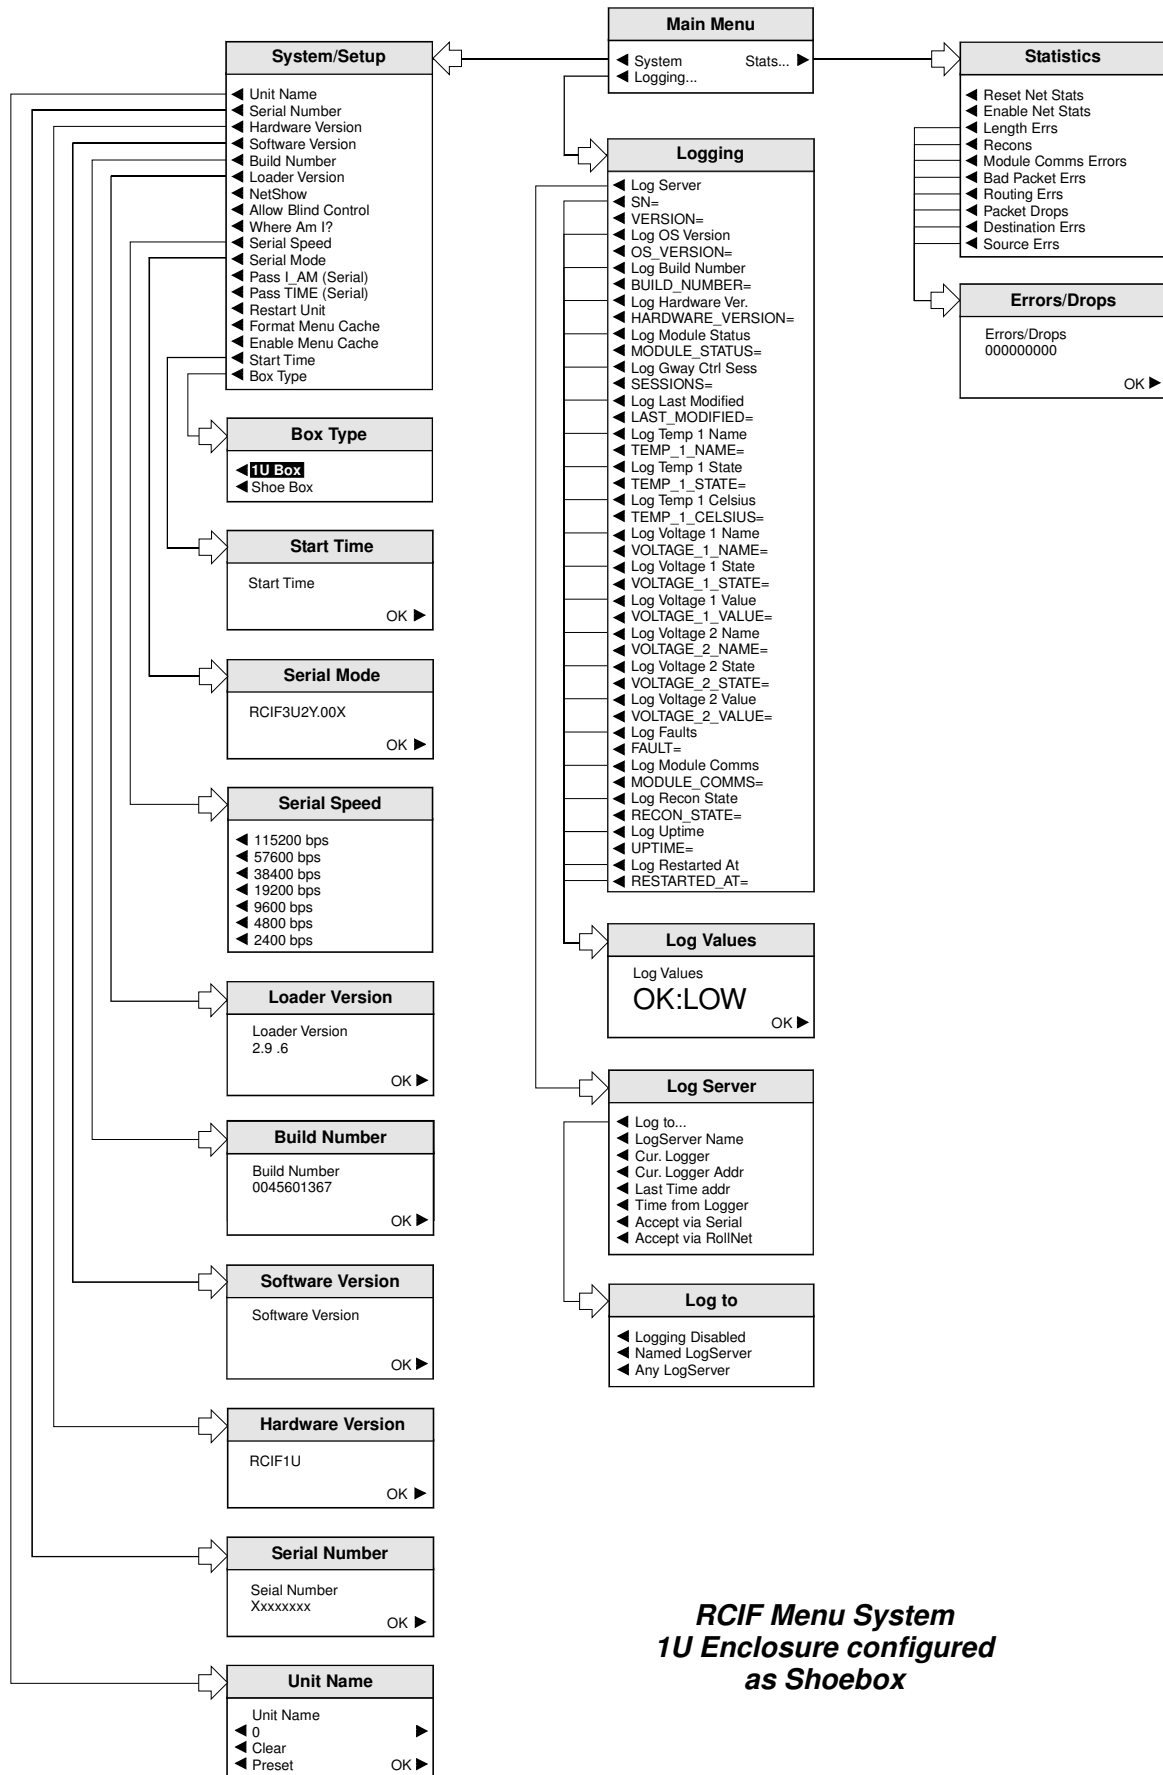 Main Menu
System Stats...
Logging...
System/Setup
Unit Name
Serial Number
Hardware Version
Software Version
Build Number
Loader Version
NetShow
Allow Blind Control
Where Am I?
Serial Speed
Serial Mode
Pass I_AM (Serial)
Pass TIME (Serial)
Restart Unit
Format Menu Cache
Enable Menu Cache
Start Time
Box Type
Box Type
1U Box
Shoe Box
Start Time
Start Time
OK
Serial Mode
RCIF3U2Y.00X
OK
Serial Speed
115200 bps
57600 bps
38400 bps
19200 bps
9600 bps
4800 bps
2400 bps
Loader Version
Loader Version
2.9 .6
OK
Build Number
Build Number
0045601367
OK
Software Version
Software Version
OK
Hardware Version
RCIF1U
OK
Serial Number
Seial Number
Xxxxxxxx
OK
Unit Name
Unit Name
0
Clear
Preset OK
Logging
Log Server
SN=
VERSION=
Log OS Version
OS_VERSION=
Log Build Number
BUILD_NUMBER=
Log Hardware Ver.
HARDWARE_VERSION=
Log Module Status
MODULE_STATUS=
Log Gway Ctrl Sess
SESSIONS=
Log Last Modified
LAST_MODIFIED=
Log Temp 1 Name
TEMP_1_NAME=
Log Temp 1 State
TEMP_1_STATE=
Log Temp 1 Celsius
TEMP_1_CELSIUS=
Log Voltage 1 Name
VOLTAGE_1_NAME=
Log Voltage 1 State
VOLTAGE_1_STATE=
Log Voltage 1 Value
VOLTAGE_1_VALUE=
Log Voltage 2 Name
VOLTAGE_2_NAME=
Log Voltage 2 State
VOLTAGE_2_STATE=
Log Voltage 2 Value
VOLTAGE_2_VALUE=
Log Faults
FAULT=
Log Module Comms
MODULE_COMMS=
Log Recon State
RECON_STATE=
Log Uptime
UPTIME=
Log Restarted At
RESTARTED_AT=
Log Values
Log Values
OK:LOW
OK
Log Server
Log to...
LogServer Name
Cur. Logger
Cur. Logger Addr
Last Time addr
Time from Logger
Accept via Serial
Accept via RollNet
Log to
Logging Disabled
Named LogServer
Any LogServer
Statistics
Reset Net Stats
Enable Net Stats
Length Errs
Recons
Module Comms Errors
Bad Packet Errs
Routing Errs
Packet Drops
Destination Errs
Source Errs
Errors/Drops
Errors/Drops
000000000
OK
RCIF Menu System
1U Enclosure configured
as Shoebox